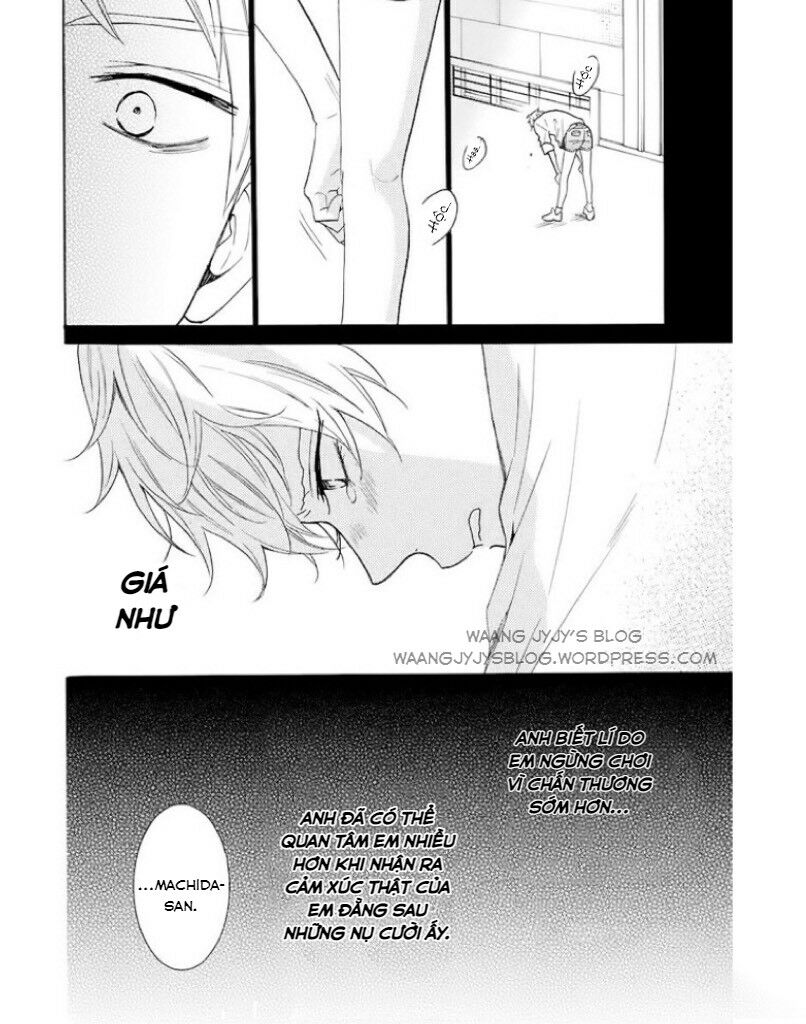 HỘC
HAA
HỘC
GIÁ
NHƯ
WAANG JYJY'S BLOG
WAANGJYJYSBLOG.WORDPRESS.COM
ANH BIẾT LÍ DO
EM NGỪNG CHƠI
VÌ CHẤN THƯƠNG
SỚM HƠN...
ANH ĐÃ CÓ THỂ
QUAN TÂM EM NHIỀU
HƠN KHI NHẬN RA
CẢM XÚC THẬT CỦA
EM ĐẰNG SAU
NHỮNG NỤ CƯỜI ẤY.
...MACHIDA-
SAN.